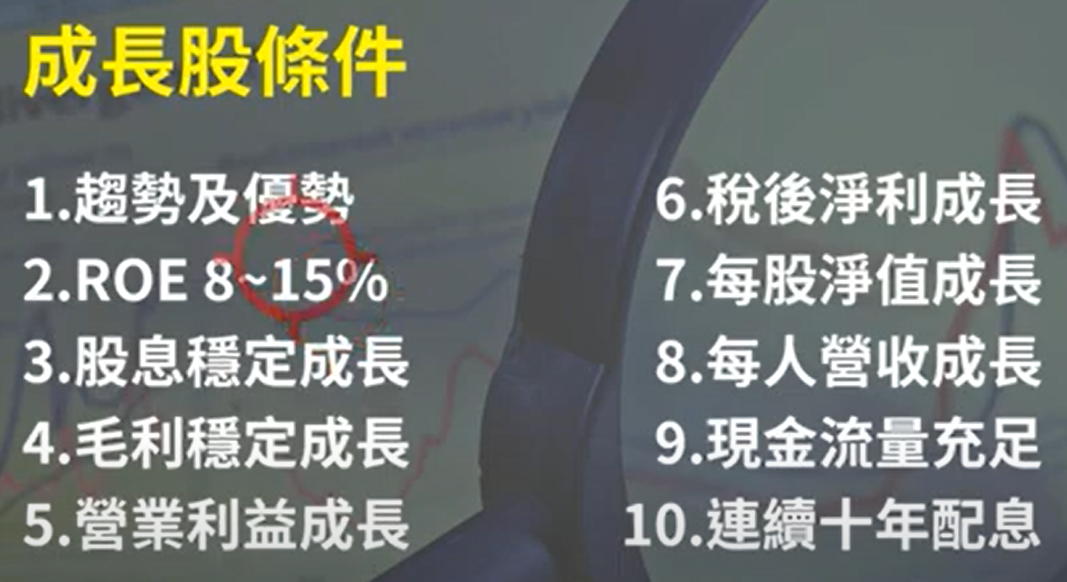 成長股條件
1.趨勢及優勢
2.ROE 8~15%
3.股息穩定成長
4.毛利穩定成長
5.營業利益成長
6.稅後淨利成長
7.每股淨值成長
8.每人營收成長
9.現金流量充足
10.連續十年配息